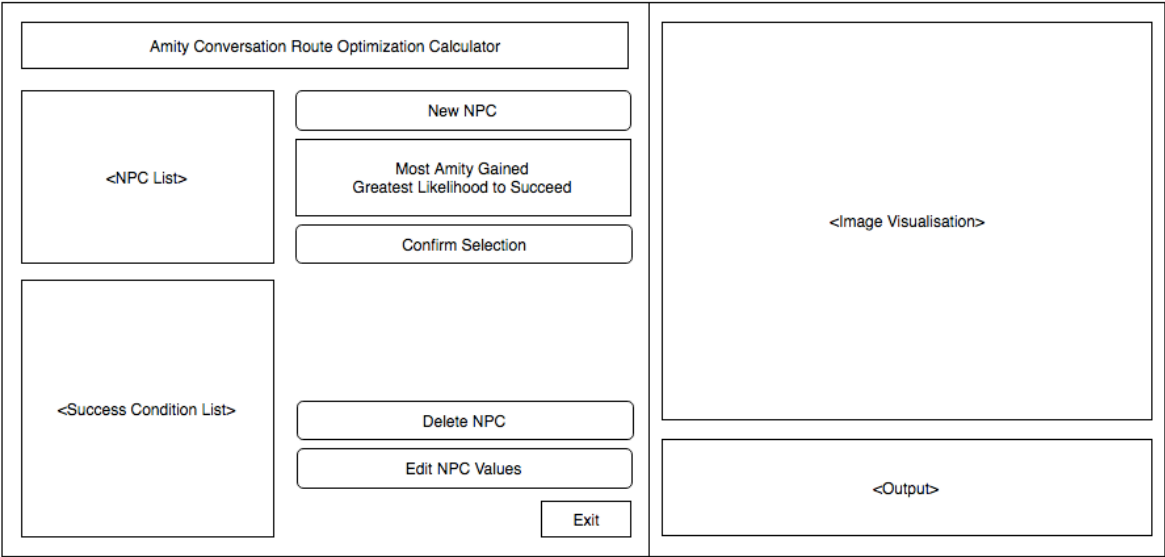 Amity Conversation Route Optimization Calculator
New NPC
<NPC List>
Most Amity Gained
Greatest Likelihood to Succeed
Confirm Selection
<Success Condition List>
Delete NPC
Edit NPC Values
Exit
<Image Visualisation>
<Output>